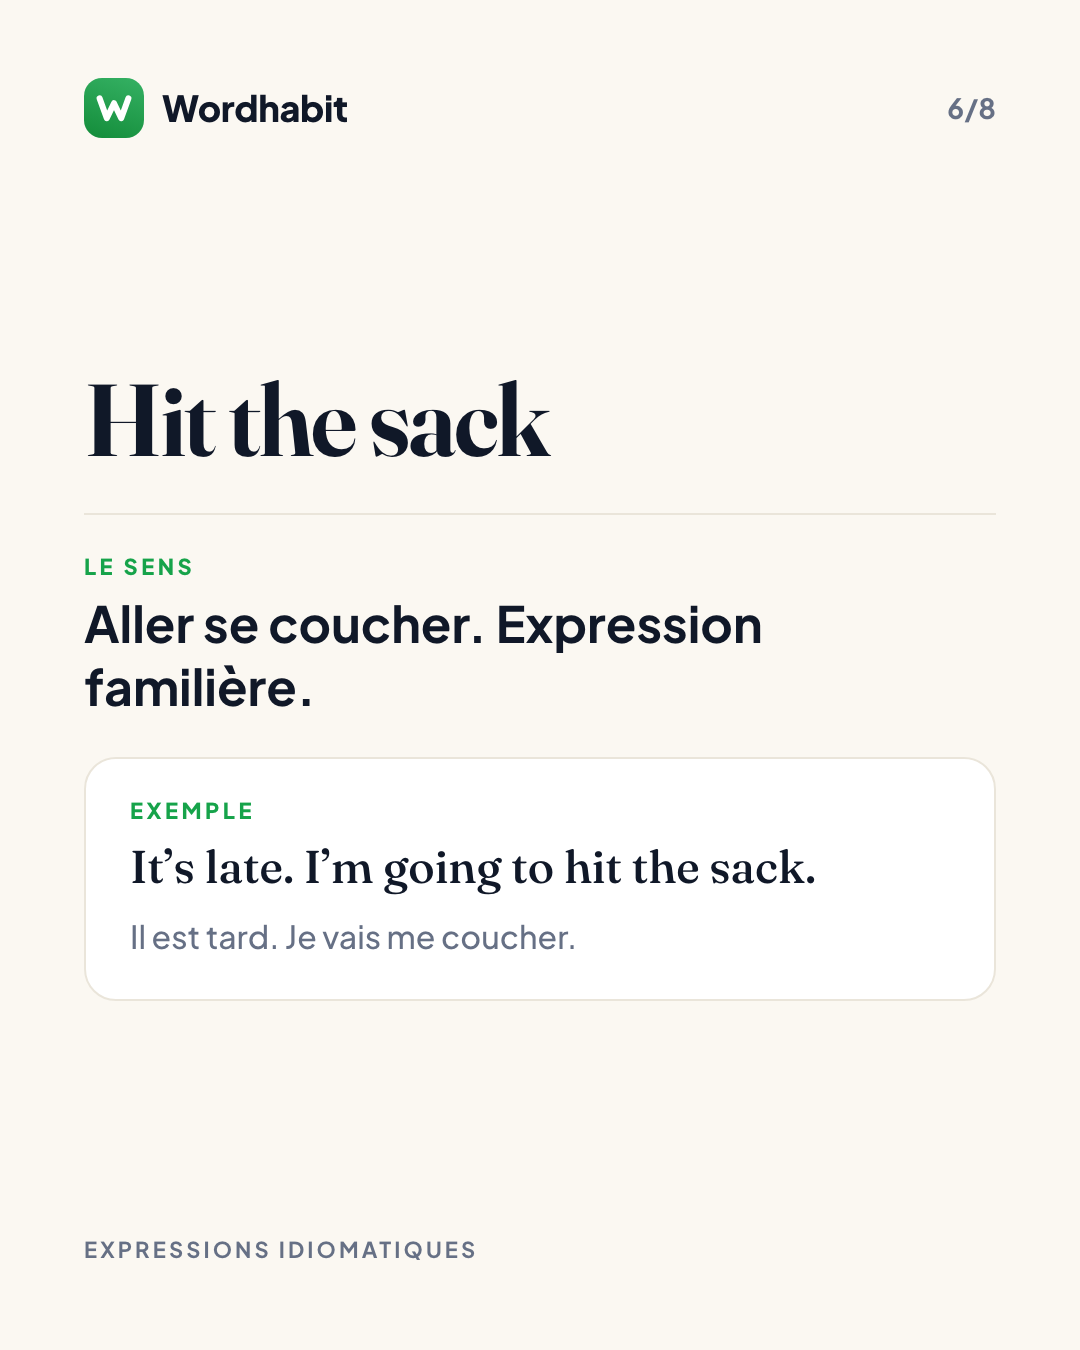 Wordhabit
6/8
Hit the sack
LE SENS
Aller se coucher. Expression
familière.
EXEMPLE
It’s late. I’m going to hit the sack.
Il est tard. Je vais me coucher.
EXPRESSIONS IDIOMATIQUES